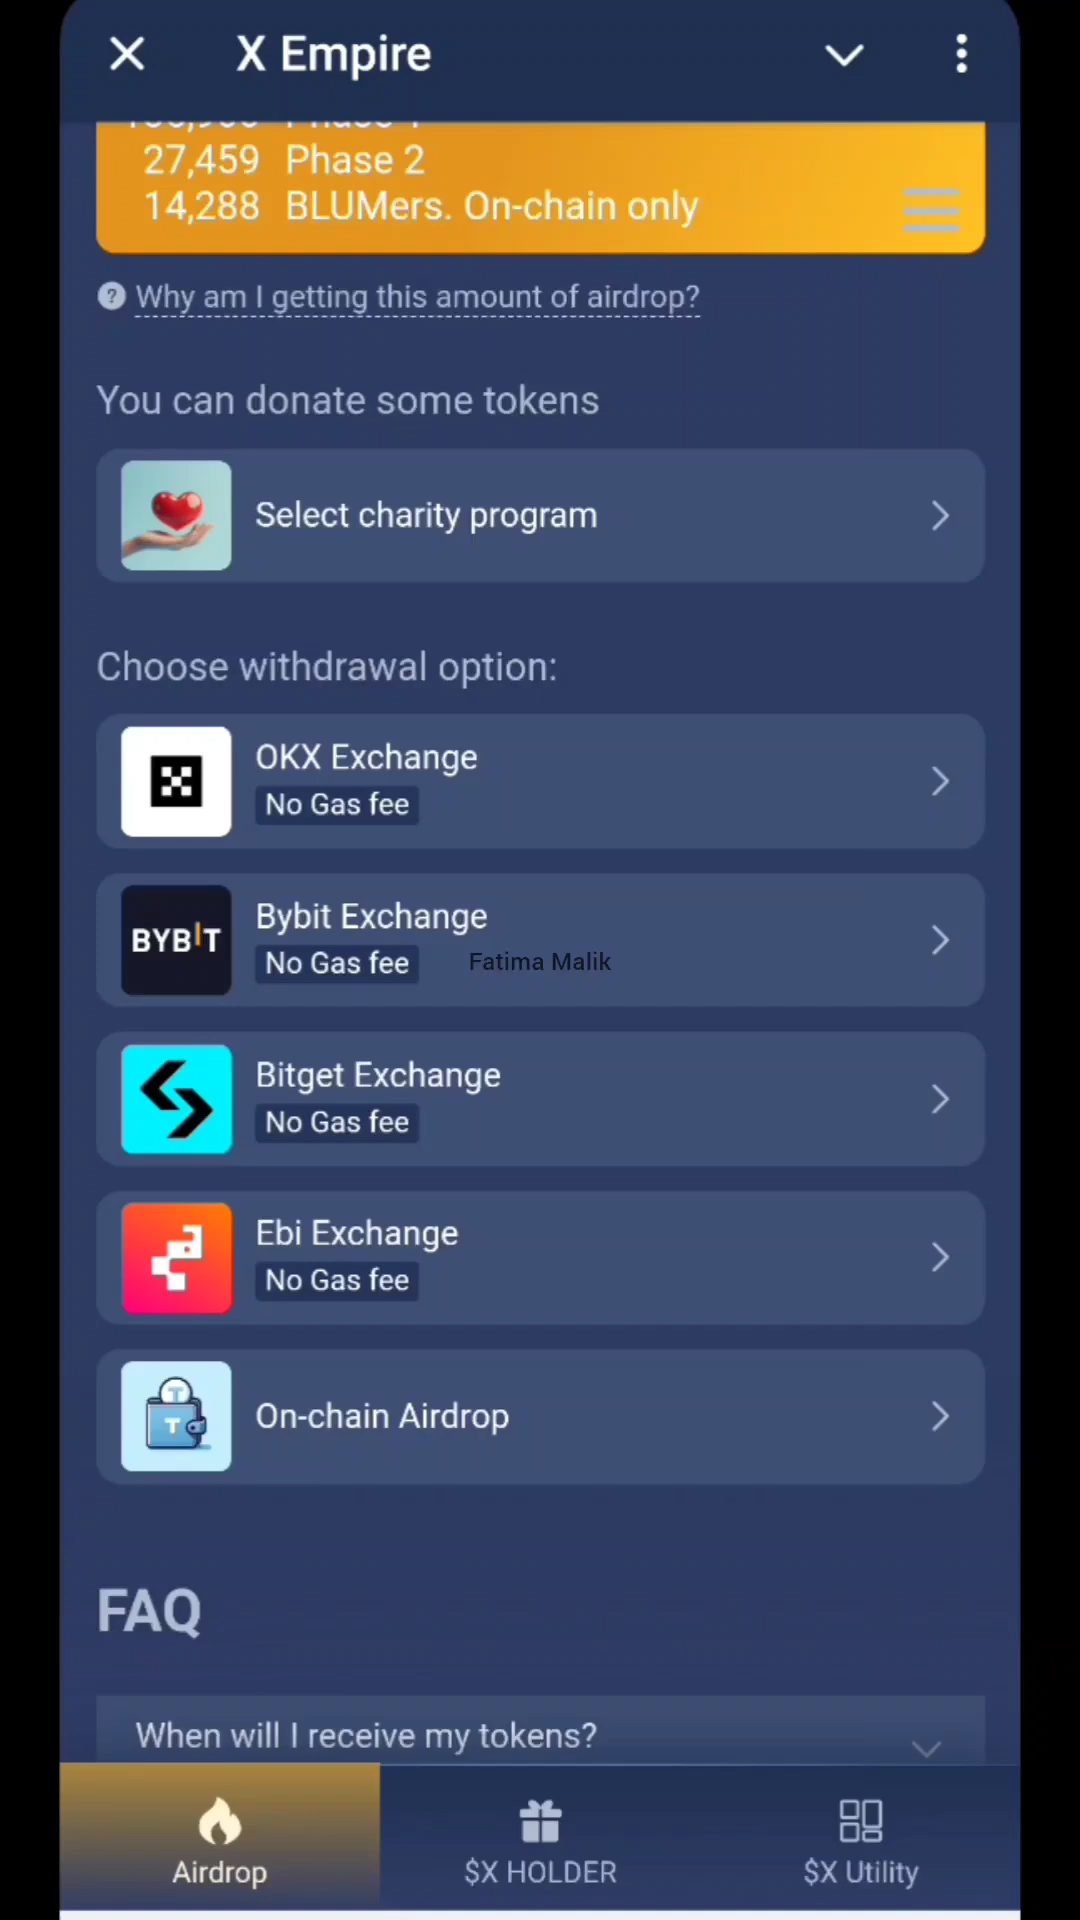 X Empire
27,459 Phase 2
14,288 BLUMers. On-chain only
Why am I getting this amount of airdrop?
You can donate some tokens
Select charity program
Choose withdrawal option:
OKX Exchange
No Gas fee
BYBIT
Bybit Exchange
No Gas fee
Fatima Malik
Bitget Exchange
No Gas fee
Ebi Exchange
No Gas fee
On-chain Airdrop
FAQ
When will I receive my tokens?
Airdrop
$X HOLDER
$X Utility